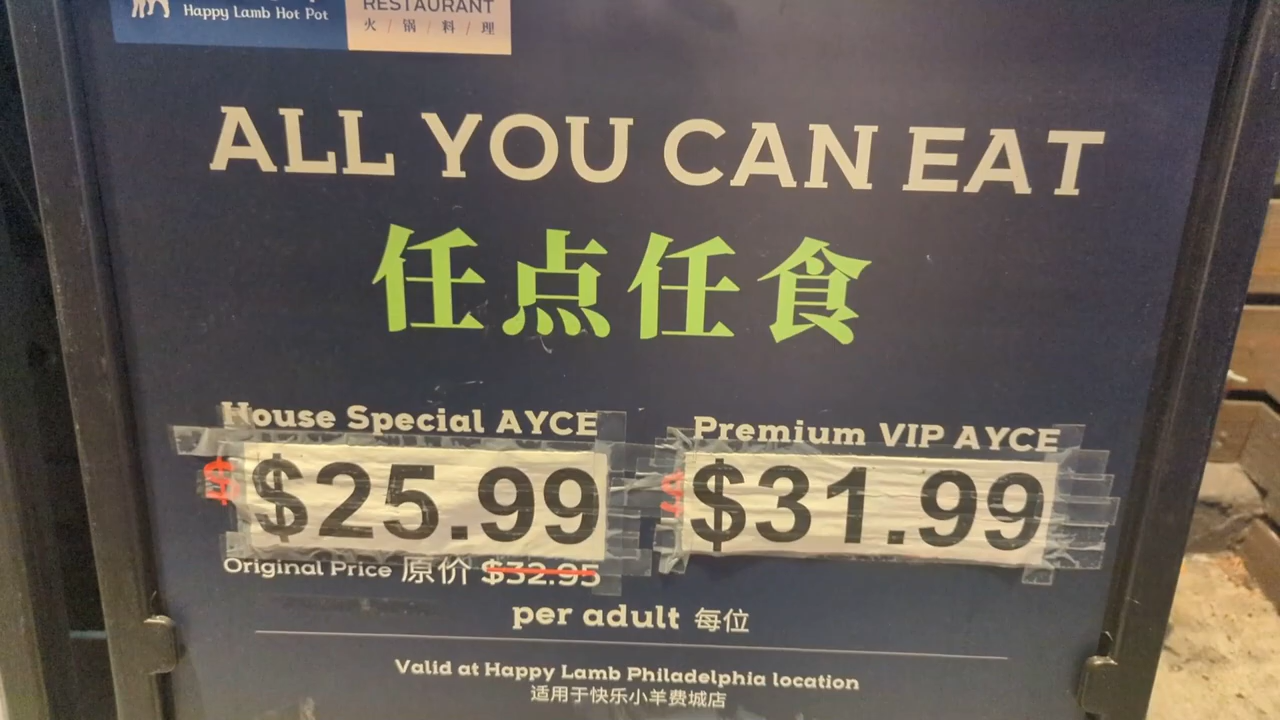 Happy Lamb Hot Pot
RESTAURANT
火 / 锅 / 料 / 理
ALL YOU CAN EAT
任点任食
House Special AYCE
$25.99
Original Price 原价 $32.95
Premium VIP AYCE
$31.99
per adult 每位
Valid at Happy Lamb Philadelphia location
适用于快乐小羊费城店